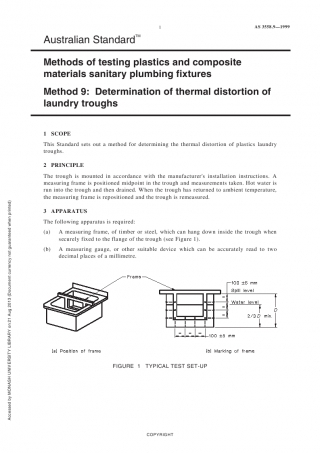 1
AS 3558.9—1999
Australian Standard™
Methods of testing plastics and composite
materials sanitary plumbing fixtures
Method 9: Determination of thermal distortion of
laundry troughs
1 SCOPE
This Standard sets out a method for determining the thermal distortion of plastics laundry
troughs.
2 PRINCIPLE
The trough is mounted in accordance with the manufacturer's installation instructions. A
measuring frame is positioned midpoint in the trough and measurements taken. Hot water is
run into the trough and then drained. When the trough has returned to ambient temperature,
the measuring frame is repositioned and the trough is remeasured.
3 APPARATUS
The following apparatus is required:
(a) A measuring frame, of timber or steel, which can hang down inside the trough when
securely fixed to the flange of the trough (see Figure 1).
(b) A measuring gauge, or other suitable device which can be accurately read to two
decimal places of a millimetre.
Frame
100 ±5 mm
Spill level
Water level
D
2/3 D min.
100 ±5 mm
(a) Position of frame
(b) Marking of frame
FIGURE 1 TYPICAL TEST SET-UP
COPYRIGHT
Accessed by MONASH UNIVERSITY LIBRARY on 21 Aug 2012 (Document currency not guaranteed when printed)